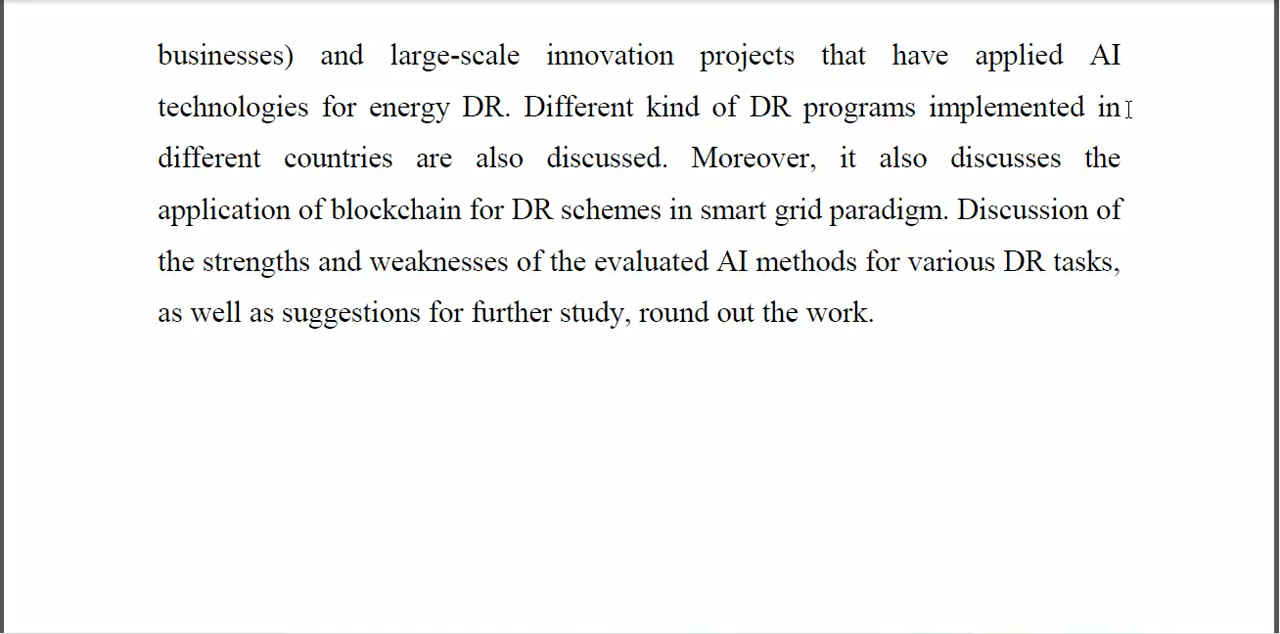 businesses) and large-scale innovation projects that have applied AI
technologies for energy DR. Different kind of DR programs implemented in
different countries are also discussed. Moreover, it also discusses the
application of blockchain for DR schemes in smart grid paradigm. Discussion of
the strengths and weaknesses of the evaluated AI methods for various DR tasks,
as well as suggestions for further study, round out the work.